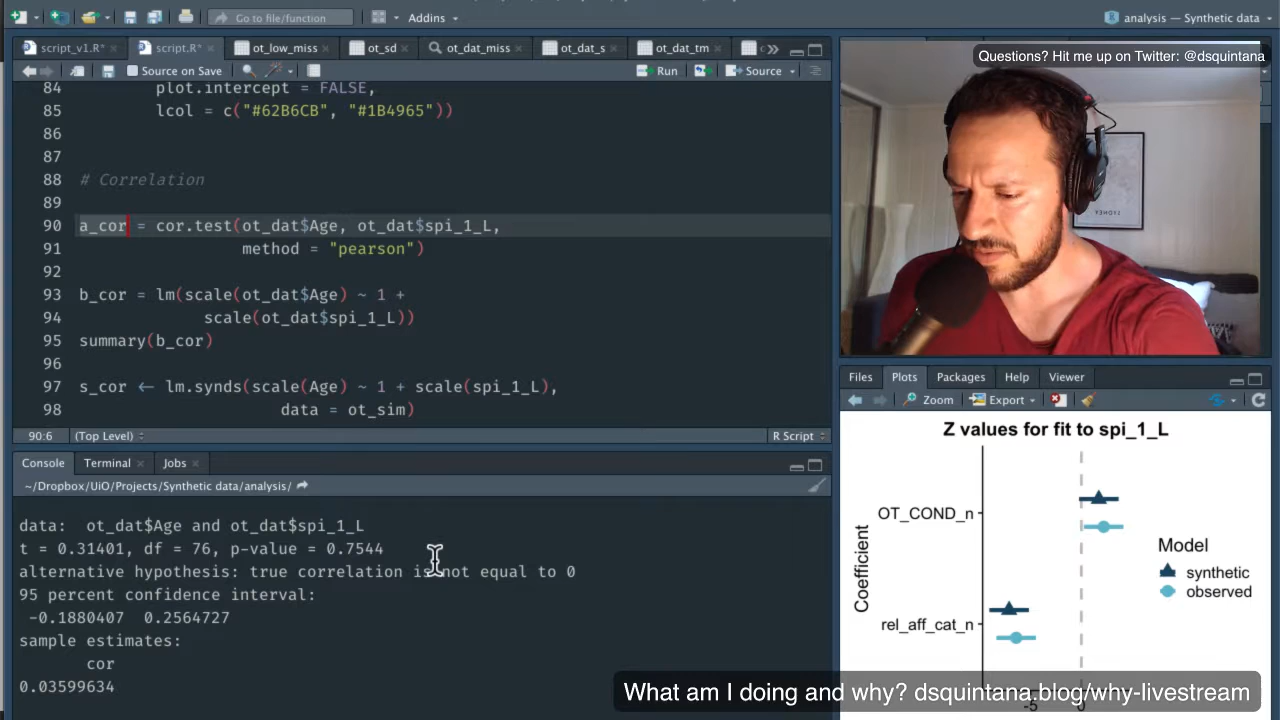 Go to file/function
Addins
analysis — Synthetic data
script_v1.R*
script.R*
ot_low_miss
ot_sd
ot_dat_miss
ot_dat_s
ot_dat_tm
Source on Save
Run
Source
84 plot.intercept = FALSE,
85 lcol = c("#62B6CB", "#1B4965"))
86
87
88 # Correlation
89
90 a_cor = cor.test(ot_dat$Age, ot_dat$spi_1_L,
91 method = "pearson")
92
93 b_cor = lm(scale(ot_dat$Age) ~ 1 +
94 scale(ot_dat$spi_1_L))
95 summary(b_cor)
96
97 s_cor ← lm.synds(scale(Age) ~ 1 + scale(spi_1_L),
98 data = ot_sim)
90:6 (Top Level) R Script
Console Terminal Jobs
~/Dropbox/UiO/Projects/Synthetic data/analysis/
data: ot_dat$Age and ot_dat$spi_1_L
t = 0.31401, df = 76, p-value = 0.7544
alternative hypothesis: true correlation is not equal to 0
95 percent confidence interval:
-0.1880407 0.2564727
sample estimates:
cor
0.03599634
Questions? Hit me up on Twitter: @dsquintana
SYDNEY
Files Plots Packages Help Viewer
Zoom Export
Z values for fit to spi_1_L
OT_COND_n
rel_aff_cat_n
Coefficient
Model
synthetic
observed
-5 0
What am I doing and why? dsquintana.blog/why-livestream